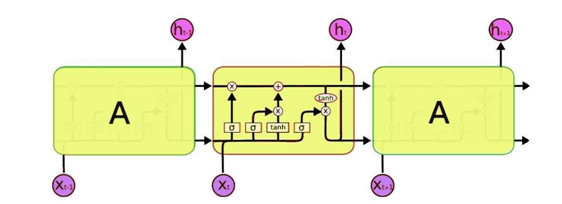 h t-1 h t h t+1
x + tanh
A x x A
σ σ tanh σ
X t-1 X t X t+1